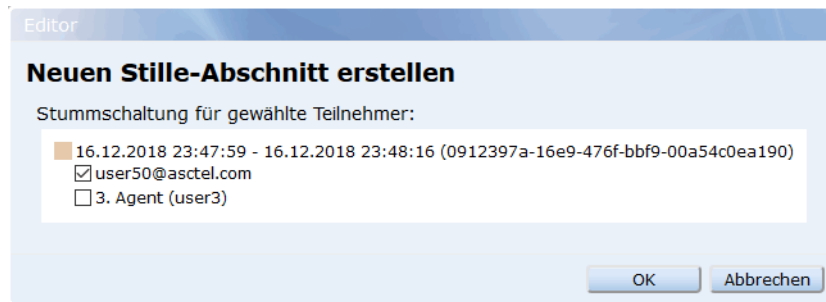 Editor
Neuen Stille-Abschnitt erstellen
Stummschaltung für gewählte Teilnehmer:
16.12.2018 23:47:59 - 16.12.2018 23:48:16 (0912397a-16e9-476f-bbf9-00a54c0ea190)
user50@asctel.com
3. Agent (user3)
OK Abbrechen